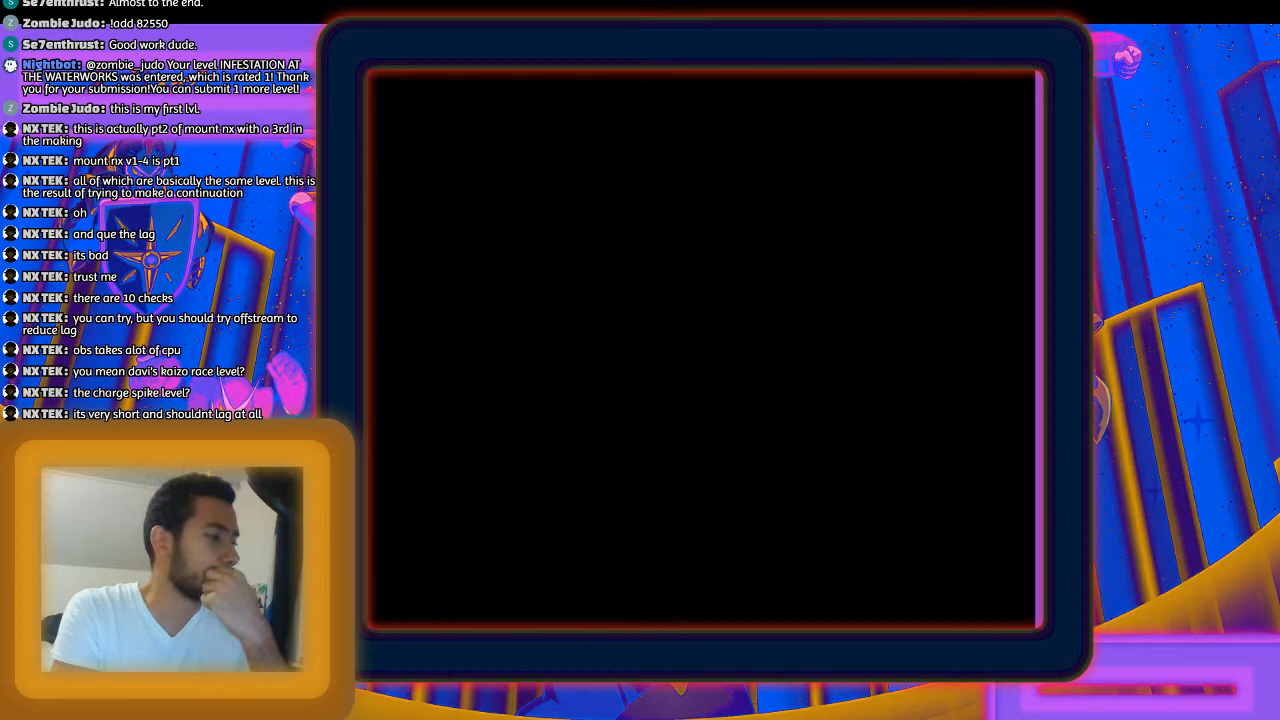 Se7enthrust: Almost to the end.
Zombie Judo: !add 82550
Se7enthrust: Good work dude.
Nightbot: @zombie_judo Your level INFESTATION AT
THE WATERWORKS was entered, which is rated 1! Thank
you for your submission!You can submit 1 more level!
Zombie Judo: this is my first lvl.
NX TEK: this is actually pt2 of mount nx with a 3rd in
the making
NX TEK: mount nx v1-4 is pt1
NX TEK: all of which are basically the same level. this is
the result of trying to make a continuation
NX TEK: oh
NX TEK: and que the lag
NX TEK: its bad
NX TEK: trust me
NX TEK: there are 10 checks
NX TEK: you can try, but you should try offstream to
reduce lag
NX TEK: obs takes alot of cpu
NX TEK: you mean davi's kaizo race level?
NX TEK: the charge spike level?
NX TEK: its very short and shouldnt lag at all